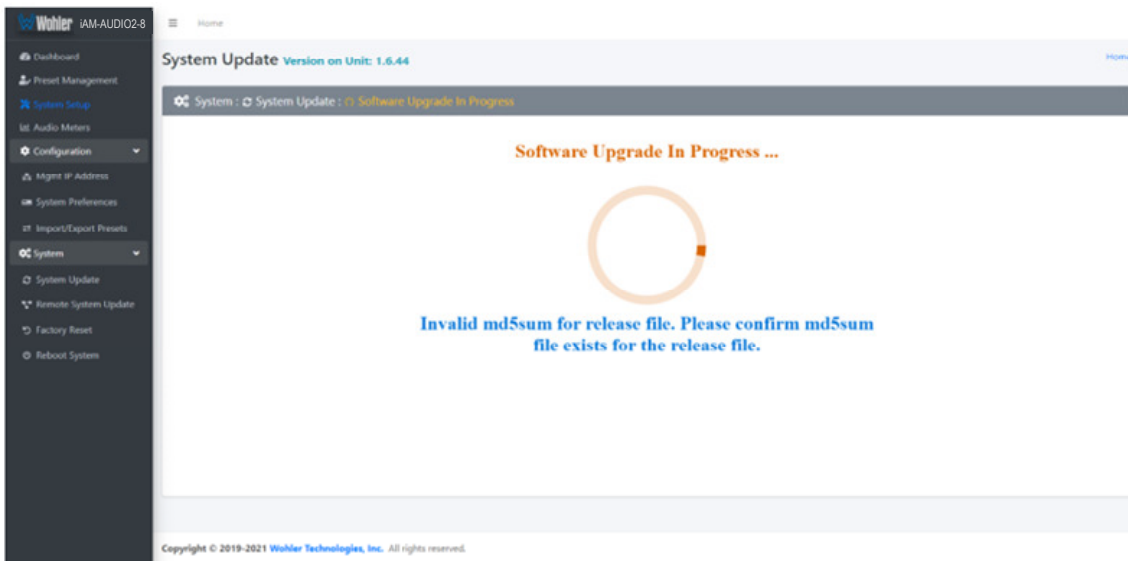 Wohler iAM-AUDIO2-8
Home
Dashboard
Preset Management
System Setup
Audio Meters
Configuration
Mgmt IP Address
System Preferences
Import/Export Presets
System
System Update
Remote System Update
Factory Reset
Reboot System
System Update Version on Unit: 1.6.44
Home
System : System Update : Software Upgrade In Progress
Software Upgrade In Progress ...
Invalid md5sum for release file. Please confirm md5sum
file exists for the release file.
Copyright © 2019-2021 Wohler Technologies, Inc. All rights reserved.